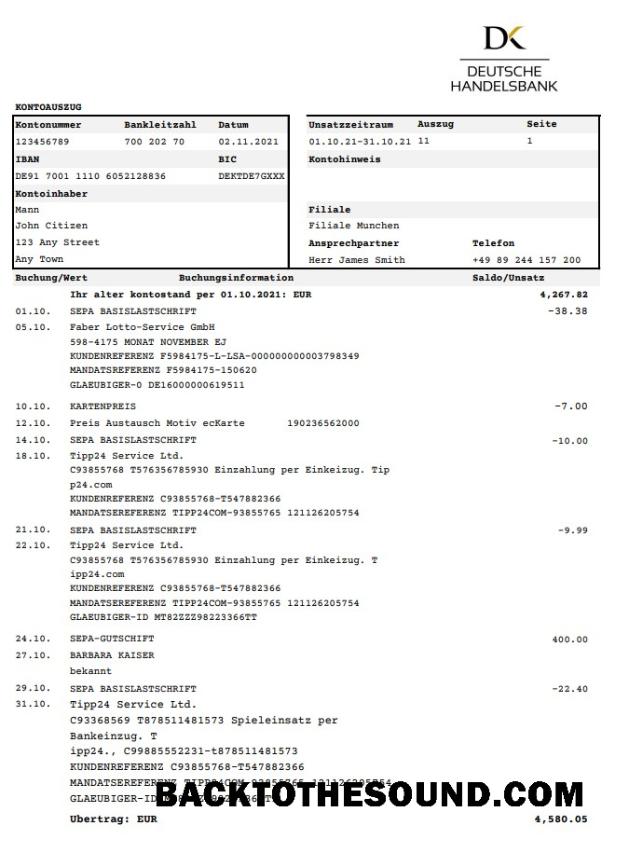 DK
DEUTSCHE
HANDELSBANK
KONTOAUSZUG
Kontonummer Bankleitzahl Datum
123456789 700 202 70 02.11.2021
IBAN BIC
DE91 7001 1110 6052128836 DEKTDE7GXXX
Kontoinhaber
Mann
John Citizen
123 Any Street
Any Town
Unsatzzeitraum Auszug Seite
01.10.21-31.10.21 11 1
Kontohinweis
Filiale
Filiale Munchen
Ansprechpartner Telefon
Herr James Smith +49 89 244 157 200
Buchung/Wert Buchungsinformation Saldo/Unsatz
Ihr alter kontostand per 01.10.2021: EUR 4,267.82
01.10. SEPA BASISLASTSCHRIFT -38.38
05.10. Faber Lotto-Service GmbH
598-4175 MONAT NOVEMBER EJ
KUNDENREFERENZ F5984175-L-LSA-000000000003798349
MANDATSREFERENZ F5984175-150620
GLAEUBIGER-0 DE16000000619511
10.10. KARTENPREIS -7.00
12.10. Preis Austausch Motiv ecKarte 190236562000
14.10. SEPA BASISLASTSCHRIFT -10.00
18.10. Tipp24 Service Ltd.
C93855768 T576356785930 Einzahlung per Einkeizug. Tip
p24.com
KUNDENREFERENZ C93855768-T547882366
MANDATSEREFERENZ TIPP24COM-93855765 121126205754
21.10. SEPA BASISLASTSCHRIFT -9.99
22.10. Tipp24 Service Ltd.
C93855768 T576356785930 Einzahlung per Einkeizug. T
ipp24.com
KUNDENREFERENZ C93855768-T547882366
MANDATSEREFERENZ TIPP24COM-93855765 121126205754
GLAEUBIGER-ID MT82ZZZ98223366TT
24.10. SEPA-GUTSCHIFT 400.00
27.10. BARBARA KAISER
bekannt
29.10. SEPA BASISLASTSCHRIFT -22.40
31.10. Tipp24 Service Ltd.
C93368569 T878511481573 Spieleinsatz per
Bankeinzug. T
ipp24., C99885552231-t878511481573
KUNDENREFERENZ C93855768-T547882366
MANDATSEREFERENZ TIPP24COM-93855765 121126205754
GLAEUBIGER-ID
BACKTOTHESOUND.COM
Ubertrag: EUR 4,580.05